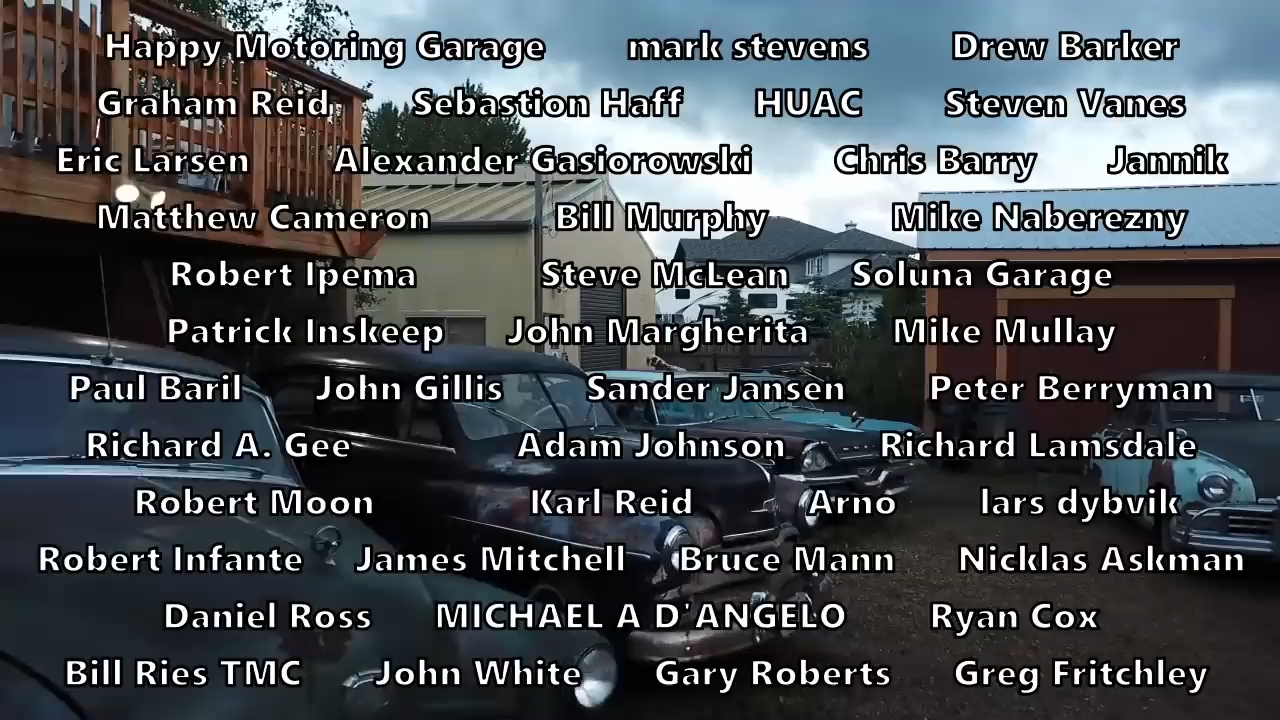 Happy Motoring Garage mark stevens Drew Barker
Graham Reid Sebastion Haff HUAC Steven Vanes
Eric Larsen Alexander Gasiorowski Chris Barry Jannik
Matthew Cameron Bill Murphy Mike Naberezny
Robert Ipema Steve McLean Soluna Garage
Patrick Inskeep John Margherita Mike Mullay
Paul Baril John Gillis Sander Jansen Peter Berryman
Richard A. Gee Adam Johnson Richard Lamsdale
Robert Moon Karl Reid Arno lars dybvik
Robert Infante James Mitchell Bruce Mann Nicklas Askman
Daniel Ross MICHAEL A D'ANGELO Ryan Cox
Bill Ries TMC John White Gary Roberts Greg Fritchley